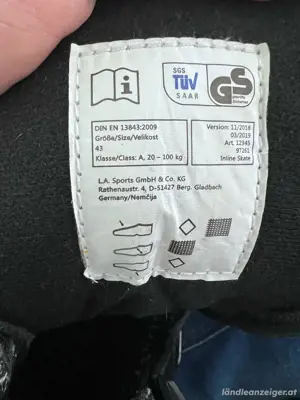 SGS
TÜV
SAAR
GS
DIN EN 13843:2009
Größe/Size/Velikost
43
Klasse/Class: A, 20 – 100 kg
Version: 11/2018
03/2019
Art. 12345
97261
Inline Skate
L.A. Sports GmbH & Co. KG
Rathenaustr. 4, D-51427 Berg. Gladbach
Germany/Nemčija
ländleanzeiger.at